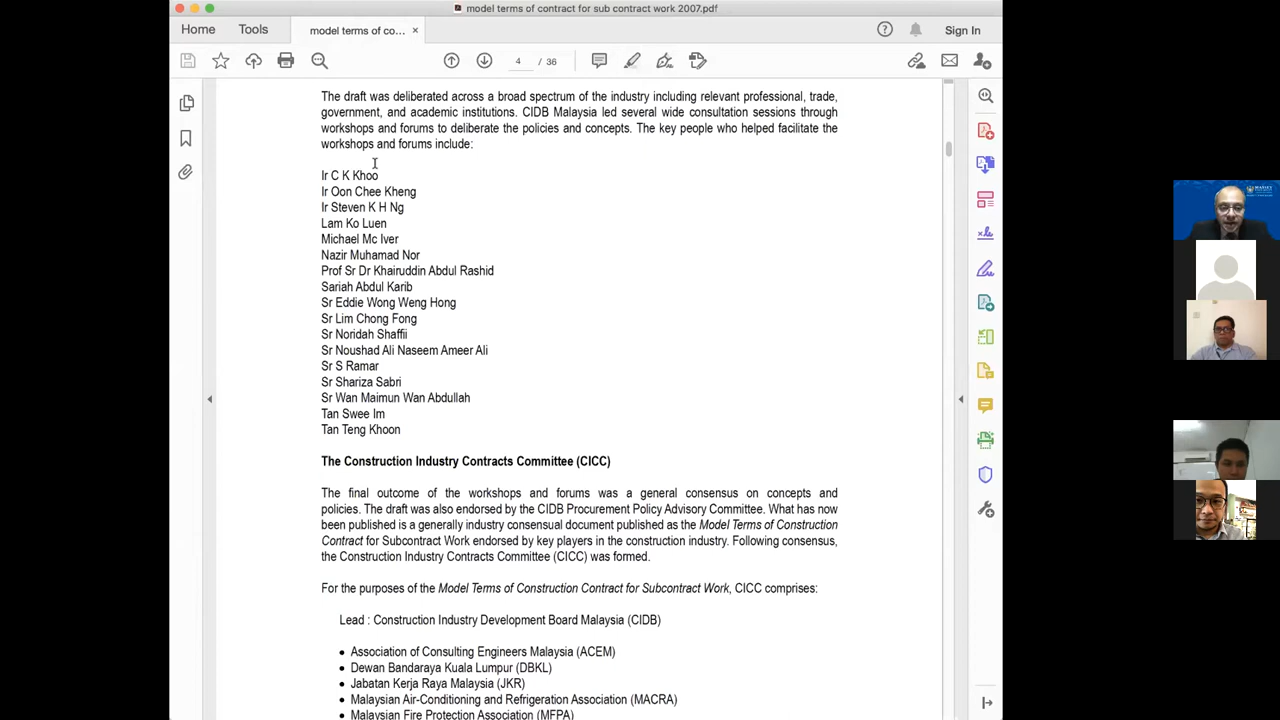 model terms of contract for sub contract work 2007.pdf
Home
Tools
model terms of co...
×
?
Sign In
4 / 36
The draft was deliberated across a broad spectrum of the industry including relevant professional, trade,
government, and academic institutions. CIDB Malaysia led several wide consultation sessions through
workshops and forums to deliberate the policies and concepts. The key people who helped facilitate the
workshops and forums include:
Ir C K Khoo
Ir Oon Chee Kheng
Ir Steven K H Ng
Lam Ko Luen
Michael Mc Iver
Nazir Muhamad Nor
Prof Sr Dr Khairuddin Abdul Rashid
Sariah Abdul Karib
Sr Eddie Wong Weng Hong
Sr Lim Chong Fong
Sr Noridah Shaffii
Sr Noushad Ali Naseem Ameer Ali
Sr S Ramar
Sr Shariza Sabri
Sr Wan Maimun Wan Abdullah
Tan Swee Im
Tan Teng Khoon
The Construction Industry Contracts Committee (CICC)
The final outcome of the workshops and forums was a general consensus on concepts and
policies. The draft was also endorsed by the CIDB Procurement Policy Advisory Committee. What has now
been published is a generally industry consensual document published as the Model Terms of Construction
Contract for Subcontract Work endorsed by key players in the construction industry. Following consensus,
the Construction Industry Contracts Committee (CICC) was formed.
For the purposes of the Model Terms of Construction Contract for Subcontract Work, CICC comprises:
Lead : Construction Industry Development Board Malaysia (CIDB)
• Association of Consulting Engineers Malaysia (ACEM)
• Dewan Bandaraya Kuala Lumpur (DBKL)
• Jabatan Kerja Raya Malaysia (JKR)
• Malaysian Air-Conditioning and Refrigeration Association (MACRA)
• Malaysian Fire Protection Association (MFPA)